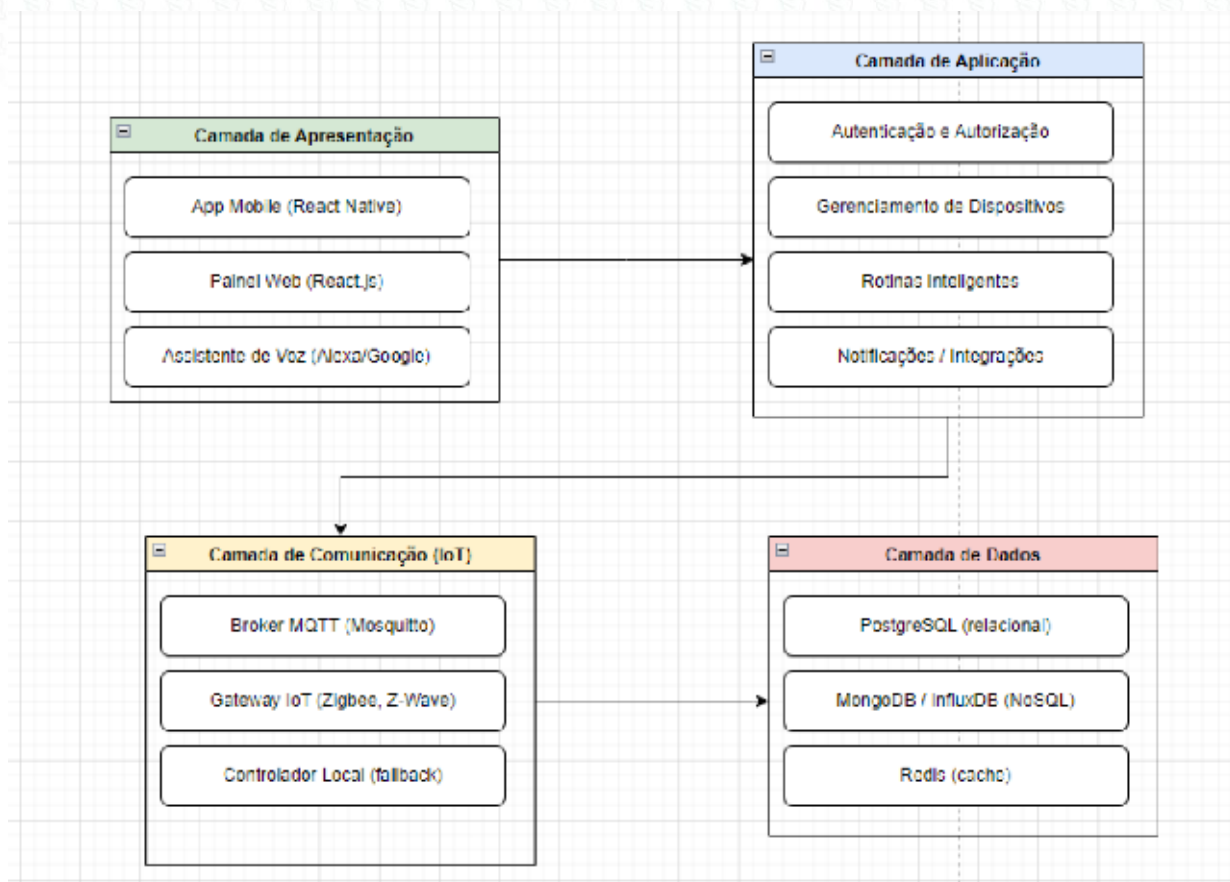 Camada de Apresentação
App Mobile (React Native)
Painel Web (React.js)
Assistente de Voz (Alexa/Google)
Camada de Aplicação
Autenticação e Autorização
Gerenciamento de Dispositivos
Rotinas Inteligentes
Notificações / Integrações
Camada de Comunicação (IoT)
Broker MQTT (Mosquitto)
Gateway IoT (Zigbee, Z-Wave)
Controlador Local (fallback)
Camada de Dados
PostgreSQL (relacional)
MongoDB / InfluxDB (NoSQL)
Redis (cache)